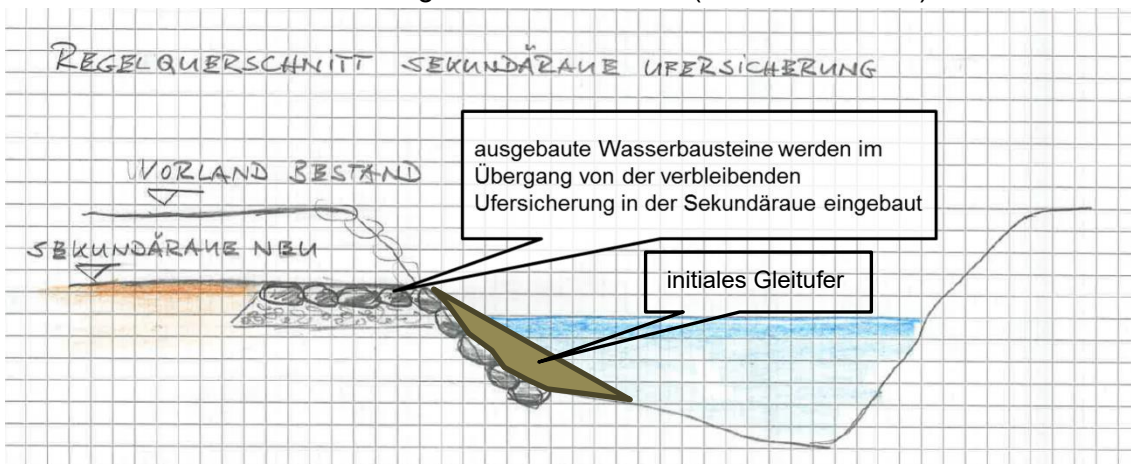 REGELQUERSCHNITT SEKUNDÄRAUE UFERSICHERUNG
ausgebaute Wasserbausteine werden im
Übergang von der verbleibenden
Ufersicherung in der Sekundäraue eingebaut
VORLAND BESTAND
SEKUNDÄRAUE NEU
initiales Gleitufer